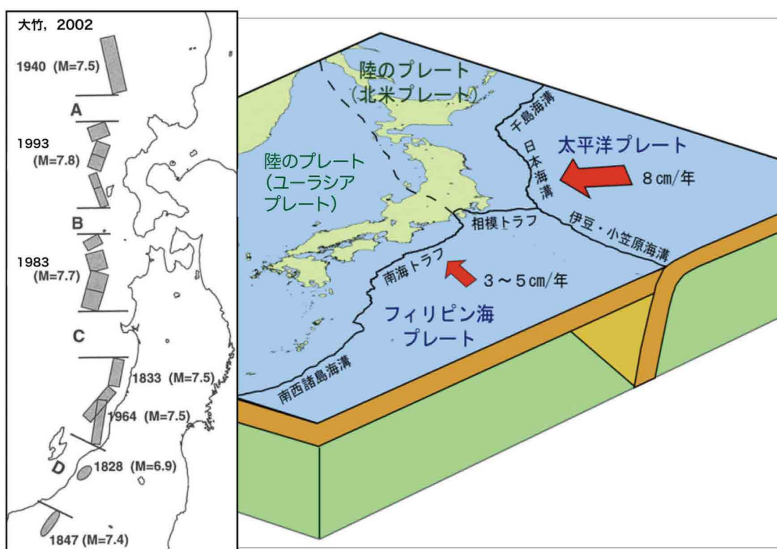 大竹，2002
1940 (M=7.5)
A
1993
(M=7.8)
B
1983
(M=7.7)
C
1833 (M=7.5)
1964 (M=7.5)
D
1828 (M=6.9)
1847 (M=7.4)
陸のプレート
（北米プレート）
陸のプレート
（ユーラシア
プレート）
千島海溝
日本海溝
太平洋プレート
8㎝/年
相模トラフ
伊豆・小笠原海溝
南海トラフ
3～5㎝/年
フィリピン海
プレート
南西諸島海溝